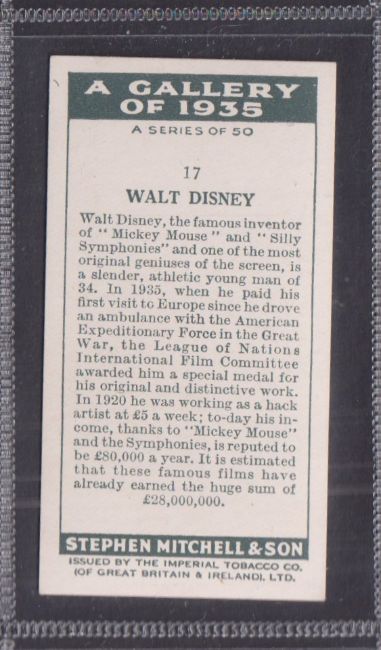 A GALLERY
OF 1935
A SERIES OF 50
17
WALT DISNEY
Walt Disney, the famous inventor
of "Mickey Mouse" and "Silly
Symphonies" and one of the most
original geniuses of the screen, is
a slender, athletic young man of
34. In 1935, when he paid his
first visit to Europe since he drove
an ambulance with the American
Expeditionary Force in the Great
War, the League of Nations
International Film Committee
awarded him a special medal for
his original and distinctive work.
In 1920 he was working as a hack
artist at £5 a week; to-day his in-
come, thanks to "Mickey Mouse"
and the Symphonies, is reputed to
be £80,000 a year. It is estimated
that these famous films have
already earned the huge sum of
£28,000,000.
STEPHEN MITCHELL & SON
ISSUED BY THE IMPERIAL TOBACCO CO.
(OF GREAT BRITAIN & IRELAND), LTD.